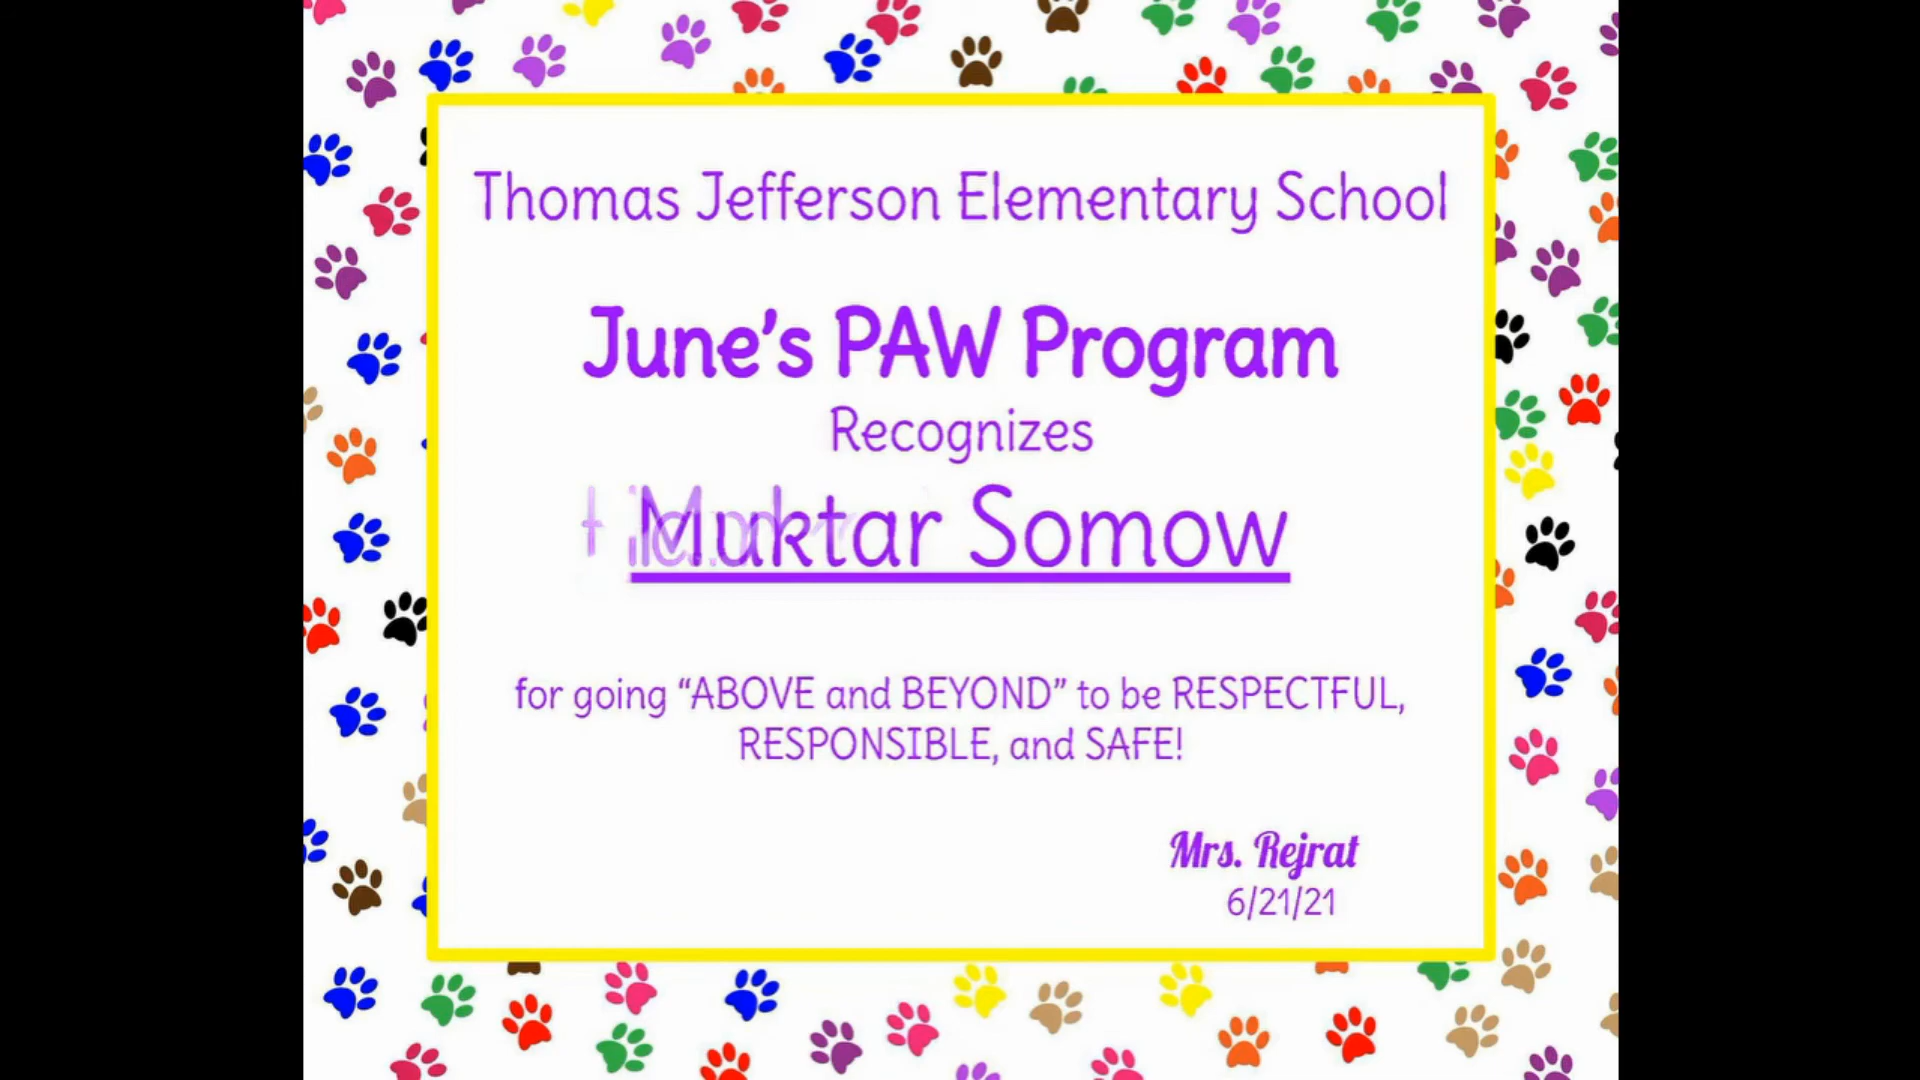 Thomas Jefferson Elementary School
June's PAW Program
Recognizes
Muktar Somow
for going “ABOVE and BEYOND” to be RESPECTFUL,
RESPONSIBLE, and SAFE!
Mrs. Rejrat
6/21/21